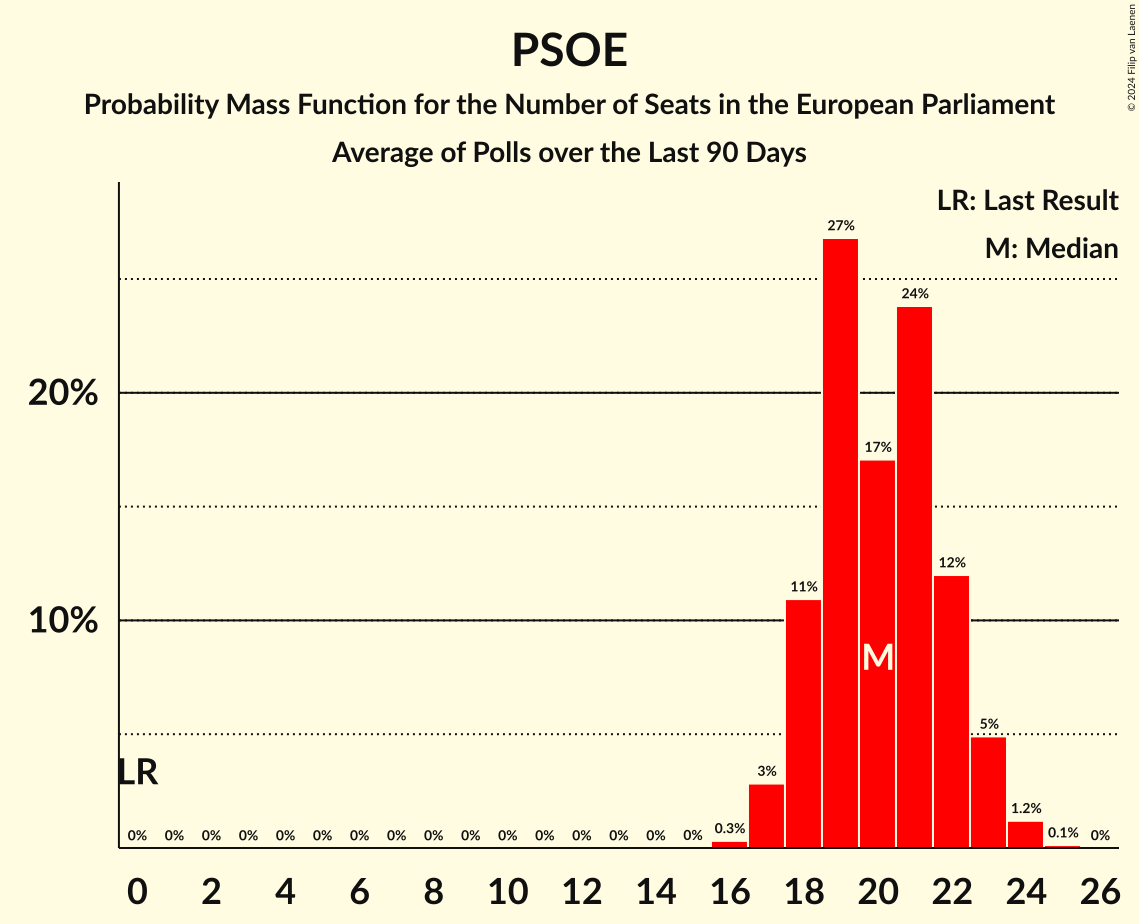 PSOE
Probability Mass Function for the Number of Seats in the European Parliament
Average of Polls over the Last 90 Days
© 2024 Filip van Laenen
LR: Last Result
M: Median
27%
24%
20%
17%
12%
11%
10%
M
5%
LR
3%
1.2%
0% 0% 0% 0% 0% 0% 0% 0% 0% 0% 0% 0% 0% 0% 0% 0% 0.3% 0.1% 0%
0 2 4 6 8 10 12 14 16 18 20 22 24 26